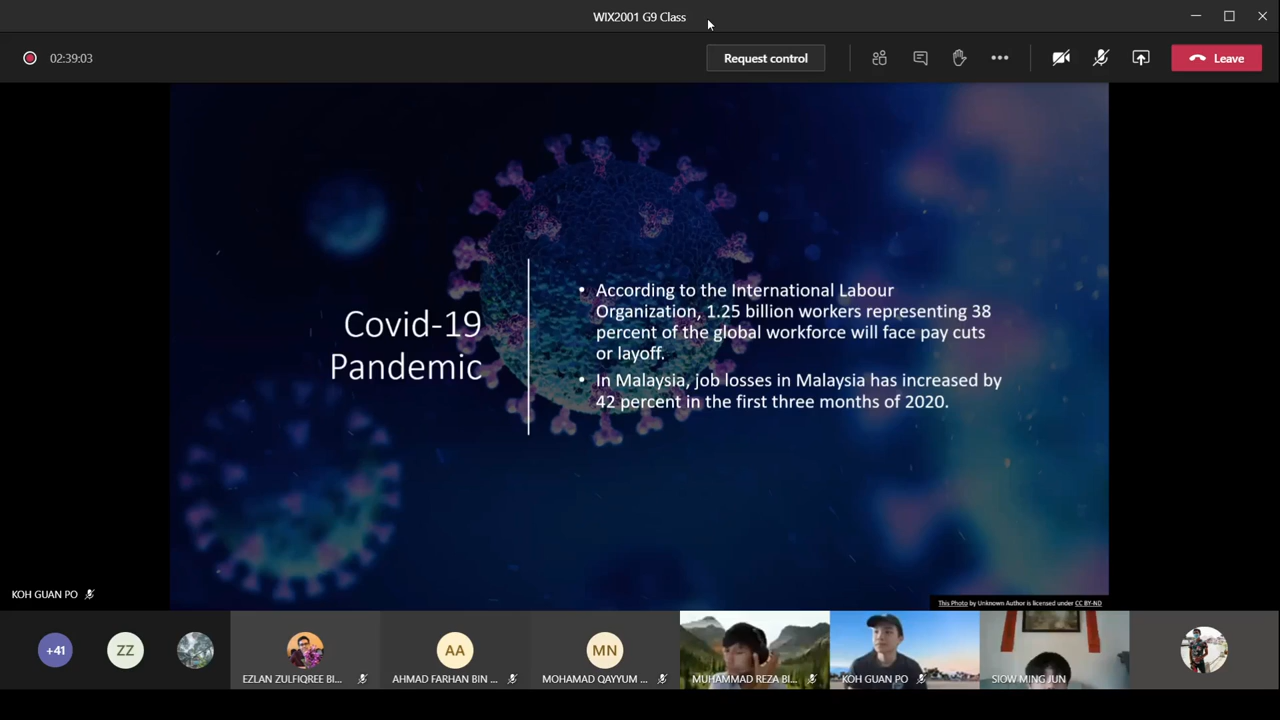 WIX2001 G9 Class
02:39:03
Request control
Leave
Covid-19
Pandemic
• According to the International Labour
Organization, 1.25 billion workers representing 38
percent of the global workforce will face pay cuts
or layoff.
• In Malaysia, job losses in Malaysia has increased by
42 percent in the first three months of 2020.
KOH GUAN PO
This Photo by Unknown Author is licensed under CC BY-ND
+41
ZZ
AA
MN
EZLAN ZULFIQREE BI...
AHMAD FARHAN BIN ...
MOHAMAD QAYYUM ...
MUHAMMAD REZA BI...
KOH GUAN PO
SIOW MING JUN